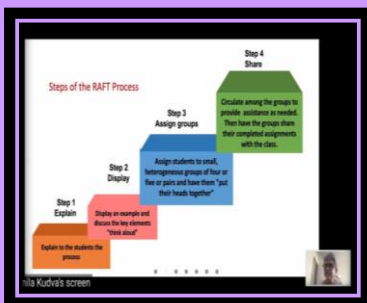 Steps of the RAFT Process
Step 1
Explain
Explain to the students the
process
Step 2
Display
Display an example and
discuss the key elements
"think aloud"
Step 3
Assign groups
Assign students to small,
heterogeneous groups of four or
five or pairs and have them "put
their heads together"
Step 4
Share
Circulate among the groups to
provide assistance as needed.
Then have the groups share
their completed assignments
with the class.
nila Kudva's screen